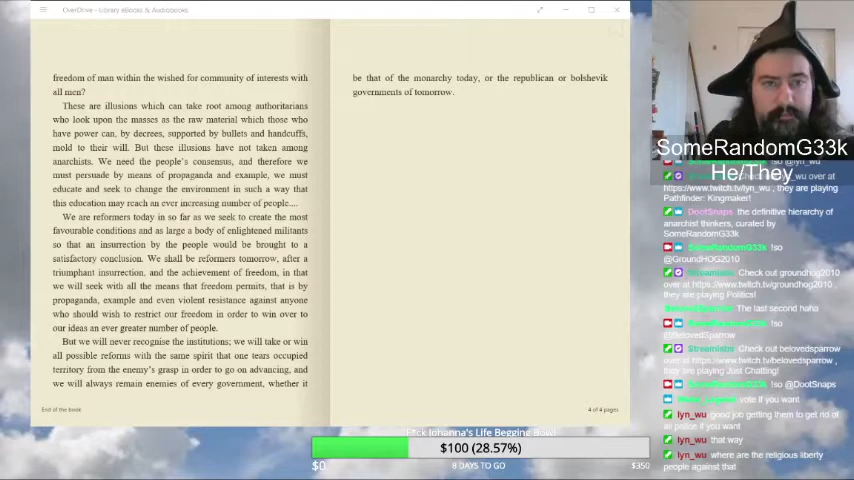 OverDrive - Library eBooks & Audiobooks
freedom of man within the wished for community of interests with
all men?
These are illusions which can take root among authoritarians
who look upon the masses as the raw material which those who
have power can, by decrees, supported by bullets and handcuffs,
mold to their will. But these illusions have not taken among
anarchists. We need the people's consensus, and therefore we
must persuade by means of propaganda and example, we must
educate and seek to change the environment in such a way that
this education may reach an ever increasing number of people....
We are reformers today in so far as we seek to create the most
favourable conditions and as large a body of enlightened militants
so that an insurrection by the people would be brought to a
satisfactory conclusion. We shall be reformers tomorrow, after a
triumphant insurrection, and the achievement of freedom, in that
we will seek with all the means that freedom permits, that is by
propaganda, example and even violent resistance against anyone
who should wish to restrict our freedom in order to win over to
our ideas an ever greater number of people.
But we will never recognise the institutions; we will take or win
all possible reforms with the same spirit that one tears occupied
territory from the enemy's grasp in order to go on advancing, and
we will always remain enemies of every government, whether it
End of the book
be that of the monarchy today, or the republican or bolshevik
governments of tomorrow.
4 of 4 pages
SomeRandomG33k
He/They
https://www.twitch.tv/lyn_wu , they are playing
Pathfinder: Kingmaker!
DootSnaps the definitive hierarchy of
anarchist thinkers, curated by
SomeRandomG33k
SomeRandomG33k !so
@GroundHOG2010
Streamlabs Check out groundhog2010
over at https://www.twitch.tv/groundhog2010
, they are playing Politics!
BelovedSparrow The last second haha
SomeRandomG33k !so
@BelovedSparrow
Streamlabs Check out belovedsparrow
over at https://www.twitch.tv/belovedsparrow
, they are playing Just Chatting!
SomeRandomG33k !so @DootSnaps
vote if you want
lyn_wu good job getting them to get rid of
all police if you want
lyn_wu that way
lyn_wu where are the religious liberty
people against that
Johanna's Life Begging Bowl
$100 (28.57%)
$0
8 DAYS TO GO
$350